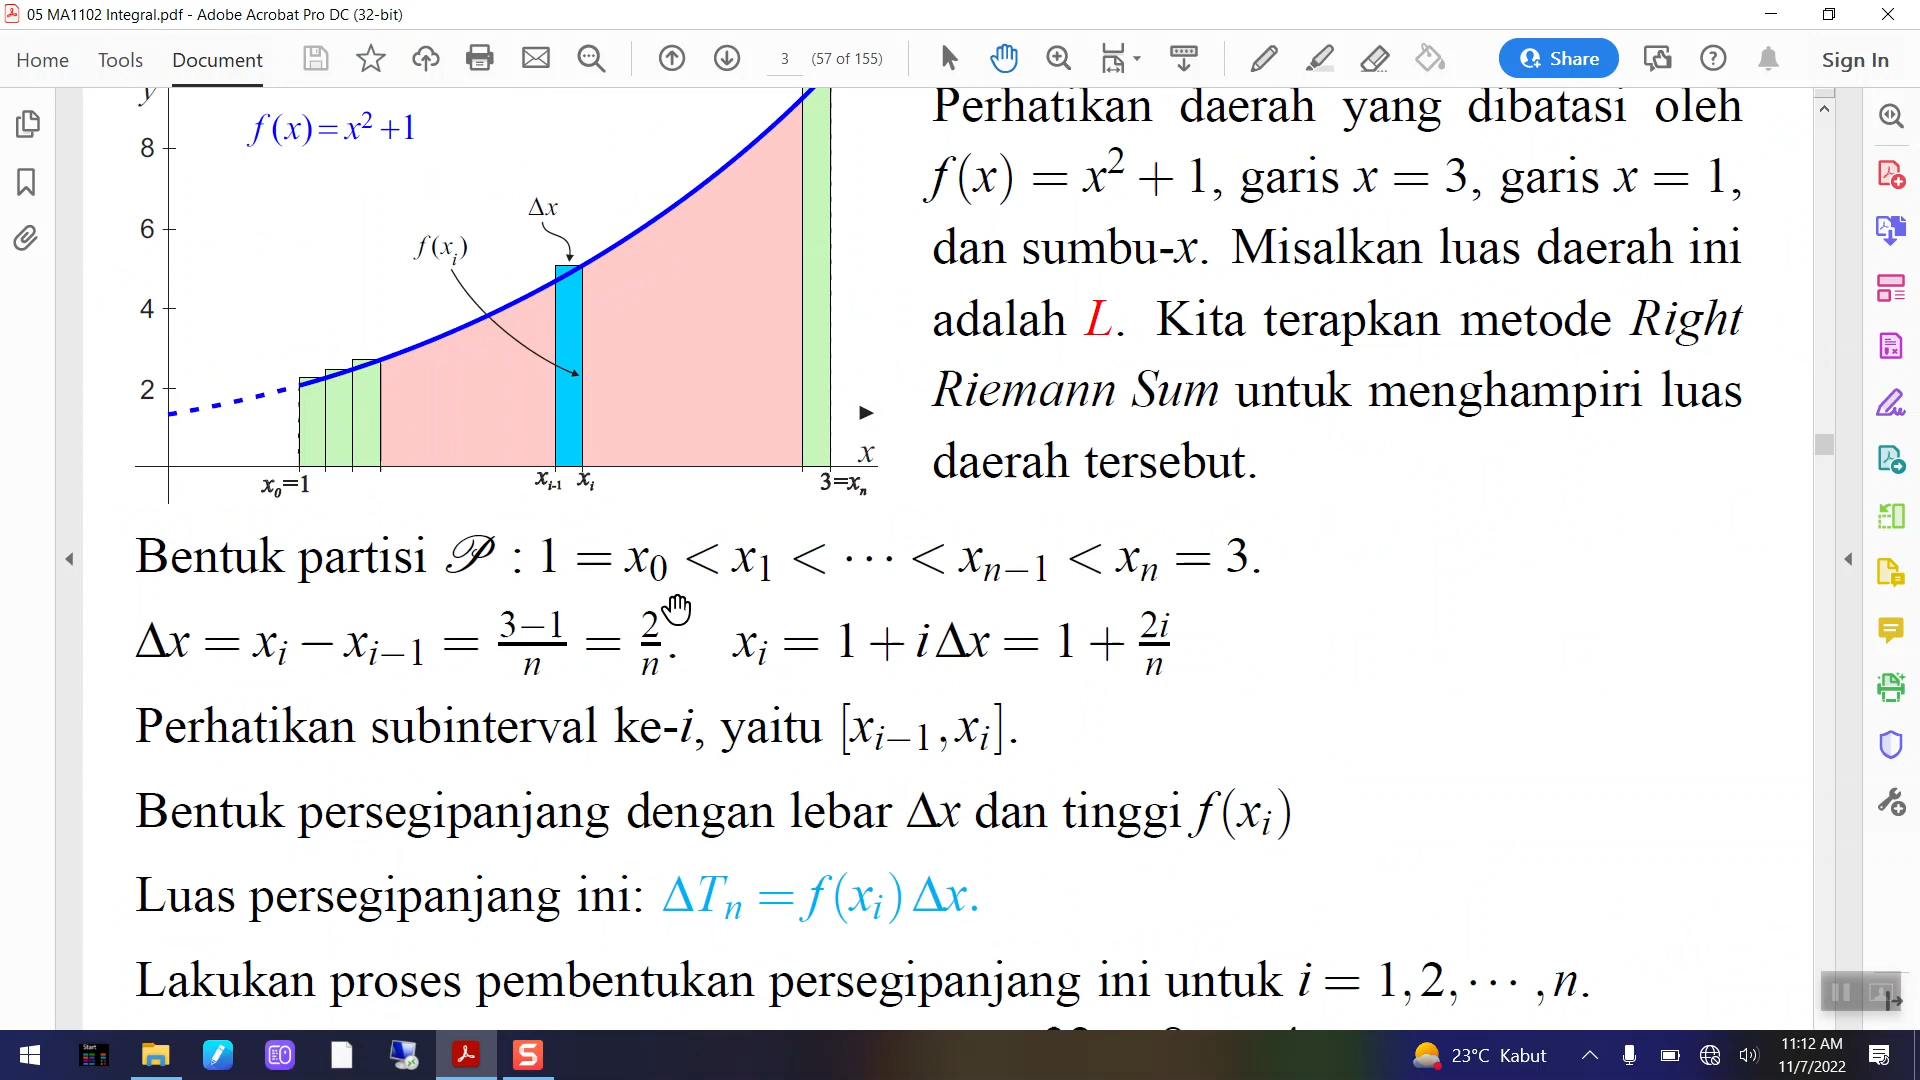 05 MA1102 Integral.pdf - Adobe Acrobat Pro DC (32-bit)
Home Tools Document 3 (57 of 155) Share Sign In
y
f(x)=x²+1
8
6
4
2
Δx
f(x_i)
x
x₀=1
x_{i-1} x_i
3=x_n
Perhatikan daerah yang dibatasi oleh
f(x) = x² + 1, garis x = 3, garis x = 1,
dan sumbu-x. Misalkan luas daerah ini
adalah L. Kita terapkan metode Right
Riemann Sum untuk menghampiri luas
daerah tersebut.
Bentuk partisi 𝒫 : 1 = x₀ < x₁ < ⋯ < x_{n−1} < x_n = 3.
Δx = x_i − x_{i−1} = (3−1)/n = 2/n. x_i = 1 + iΔx = 1 + 2i/n
Perhatikan subinterval ke-i, yaitu [x_{i−1}, x_i].
Bentuk persegipanjang dengan lebar Δx dan tinggi f(x_i)
Luas persegipanjang ini: ΔT_n = f(x_i) Δx.
Lakukan proses pembentukan persegipanjang ini untuk i = 1, 2, ⋯ , n.
Start
23°C Kabut
11:12 AM
11/7/2022